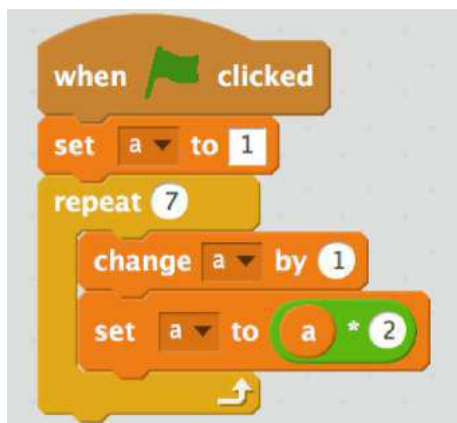 when clicked
set a to 1
repeat 7
change a by 1
set a to a * 2